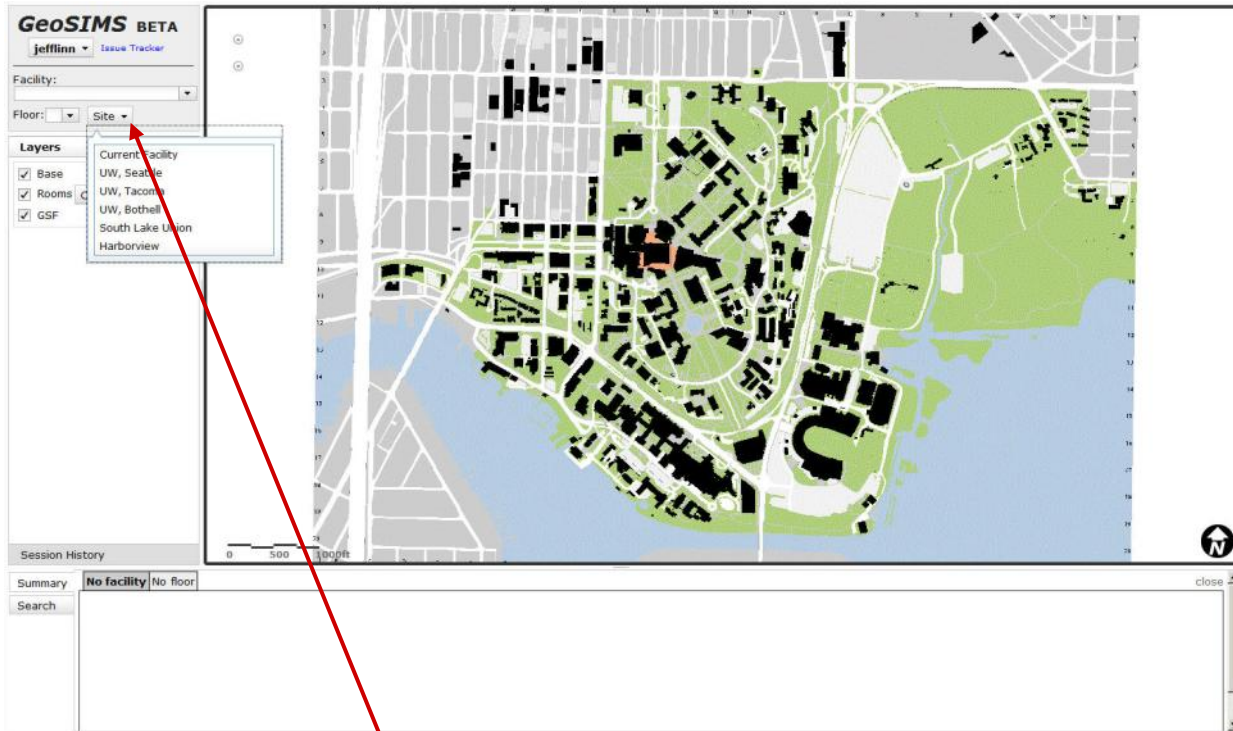 GeoSIMS BETA
jefflinn Issue Tracker
Facility:
Floor: Site
Layers
Base
Rooms
GSF
Current Facility
UW, Seattle
UW, Tacoma
UW, Bothell
South Lake Union
Harborview
0 500 1000ft
N
Session History
Summary No facility No floor close
Search